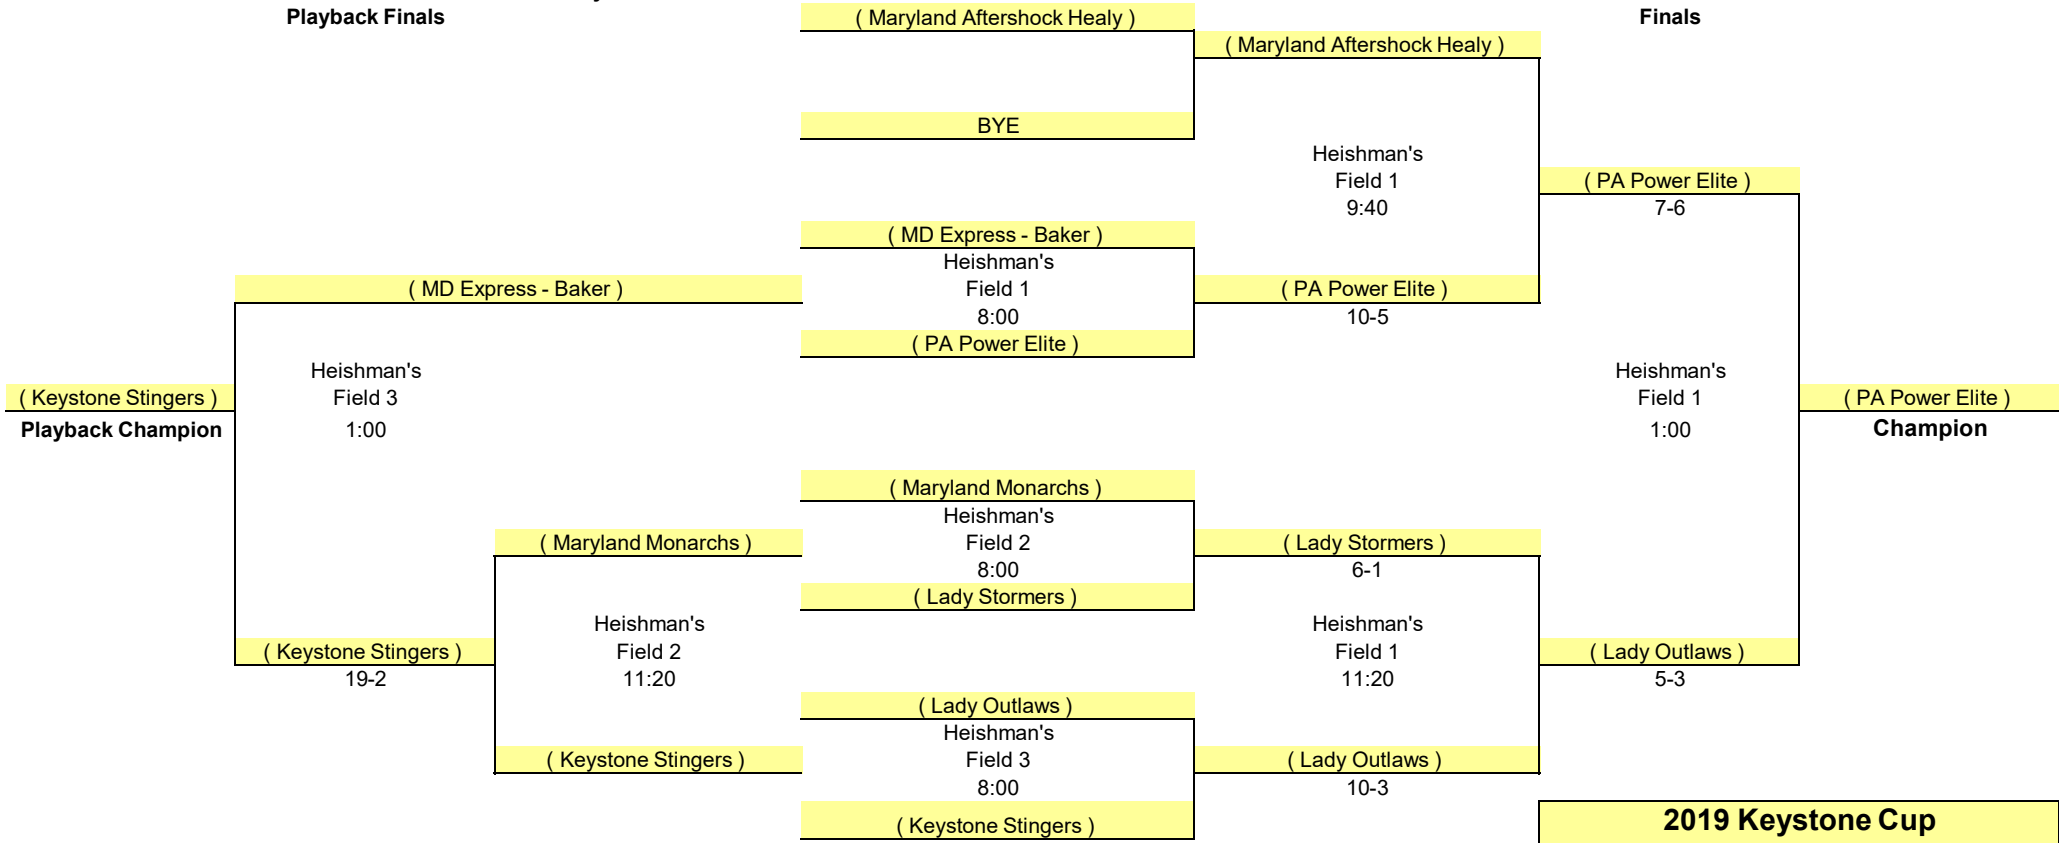 Playback Finals
( Maryland Aftershock Healy )
Finals
( Maryland Aftershock Healy )
BYE
Heishman's
Field 1
9:40
( PA Power Elite )
7-6
( MD Express - Baker )
Heishman's
Field 1
8:00
( PA Power Elite )
( MD Express - Baker )
( PA Power Elite )
10-5
Heishman's
Field 3
1:00
( Keystone Stingers )
Playback Champion
Heishman's
Field 1
1:00
( PA Power Elite )
Champion
( Maryland Monarchs )
Heishman's
Field 2
8:00
( Lady Stormers )
( Maryland Monarchs )
( Lady Stormers )
6-1
Heishman's
Field 2
11:20
Heishman's
Field 1
11:20
( Keystone Stingers )
19-2
( Lady Outlaws )
5-3
( Lady Outlaws )
Heishman's
Field 3
8:00
( Keystone Stingers )
( Keystone Stingers )
( Lady Outlaws )
10-3
2019 Keystone Cup